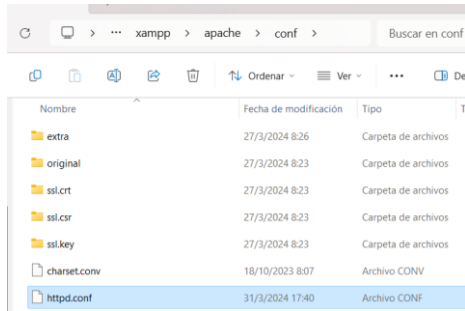 xampp > apache > conf > Buscar en conf
Ordenar Ver ... De
Nombre Fecha de modificación Tipo T
extra 27/3/2024 8:26 Carpeta de archivos
original 27/3/2024 8:23 Carpeta de archivos
ssl.crt 27/3/2024 8:23 Carpeta de archivos
ssl.csr 27/3/2024 8:23 Carpeta de archivos
ssl.key 27/3/2024 8:23 Carpeta de archivos
charset.conv 18/10/2023 8:07 Archivo CONV
httpd.conf 31/3/2024 17:40 Archivo CONF